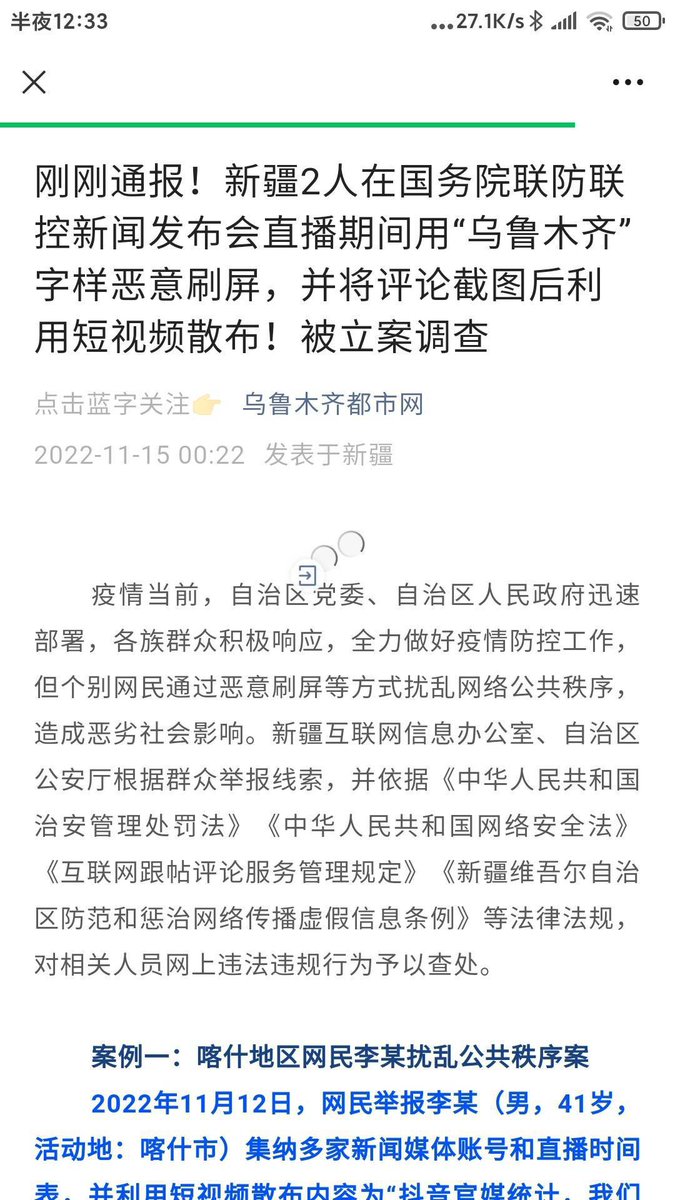 半夜12:33
...27.1K/s
50
刚刚通报！新疆2人在国务院联防联
控新闻发布会直播期间用“乌鲁木齐”
字样恶意刷屏，并将评论截图后利
用短视频散布！被立案调查
点击蓝字关注👉 乌鲁木齐都市网
2022-11-15 00:22 发表于新疆
疫情当前，自治区党委、自治区人民政府迅速
部署，各族群众积极响应，全力做好疫情防控工作，
但个别网民通过恶意刷屏等方式扰乱网络公共秩序，
造成恶劣社会影响。新疆互联网信息办公室、自治区
公安厅根据群众举报线索，并依据《中华人民共和国
治安管理处罚法》《中华人民共和国网络安全法》
《互联网跟帖评论服务管理规定》《新疆维吾尔自治
区防范和惩治网络传播虚假信息条例》等法律法规，
对相关人员网上违法违规行为予以查处。
案例一：喀什地区网民李某扰乱公共秩序案
2022年11月12日，网民举报李某（男，41岁，
活动地：喀什市）集纳多家新闻媒体账号和直播时间
表，并利用短视频散布内容为“抖音官媒统计，我们